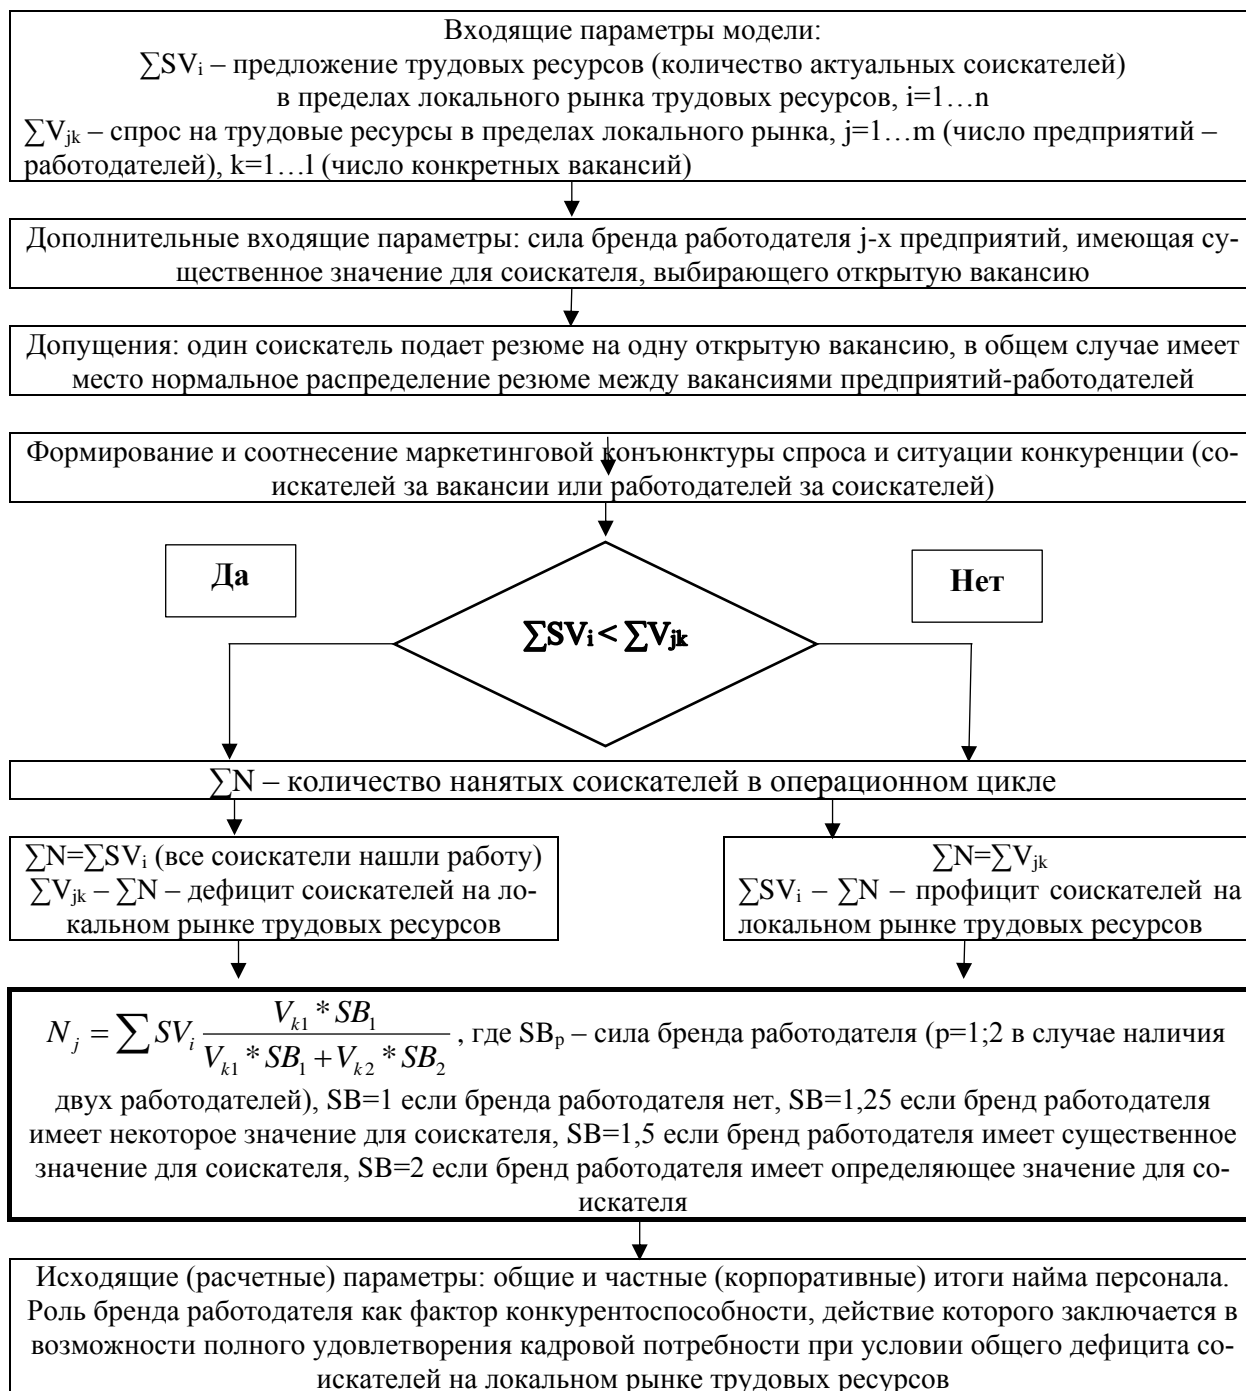 Входящие параметры модели:
∑SVi – предложение трудовых ресурсов (количество актуальных соискателей)
в пределах локального рынка трудовых ресурсов, i=1…n
∑Vjk – спрос на трудовые ресурсы в пределах локального рынка, j=1…m (число предприятий –
работодателей), k=1…l (число конкретных вакансий)
Дополнительные входящие параметры: сила бренда работодателя j-х предприятий, имеющая су-
щественное значение для соискателя, выбирающего открытую вакансию
Допущения: один соискатель подает резюме на одну открытую вакансию, в общем случае имеет
место нормальное распределение резюме между вакансиями предприятий-работодателей
Формирование и соотнесение маркетинговой конъюнктуры спроса и ситуации конкуренции (со-
искателей за вакансии или работодателей за соискателей)
Да
Нет
∑SVi < ∑Vjk
∑N – количество нанятых соискателей в операционном цикле
∑N=∑SVi (все соискатели нашли работу)
∑Vjk – ∑N – дефицит соискателей на ло-
кальном рынке трудовых ресурсов
∑N=∑Vjk
∑SVi – ∑N – профицит соискателей на
локальном рынке трудовых ресурсов
Nj = ∑ SVi (Vk1 * SB1) / (Vk1 * SB1 + Vk2 * SB2) , где SBp – сила бренда работодателя (p=1;2 в случае наличия
двух работодателей), SB=1 если бренда работодателя нет, SB=1,25 если бренд работодателя
имеет некоторое значение для соискателя, SB=1,5 если бренд работодателя имеет существенное
значение для соискателя, SB=2 если бренд работодателя имеет определяющее значение для со-
искателя
Исходящие (расчетные) параметры: общие и частные (корпоративные) итоги найма персонала.
Роль бренда работодателя как фактор конкурентоспособности, действие которого заключается в
возможности полного удовлетворения кадровой потребности при условии общего дефицита со-
искателей на локальном рынке трудовых ресурсов